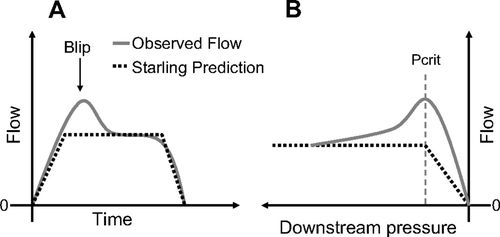 A
Blip
Observed Flow
Starling Prediction
Flow
0
Time
B
Pcrit
Flow
0
Downstream pressure